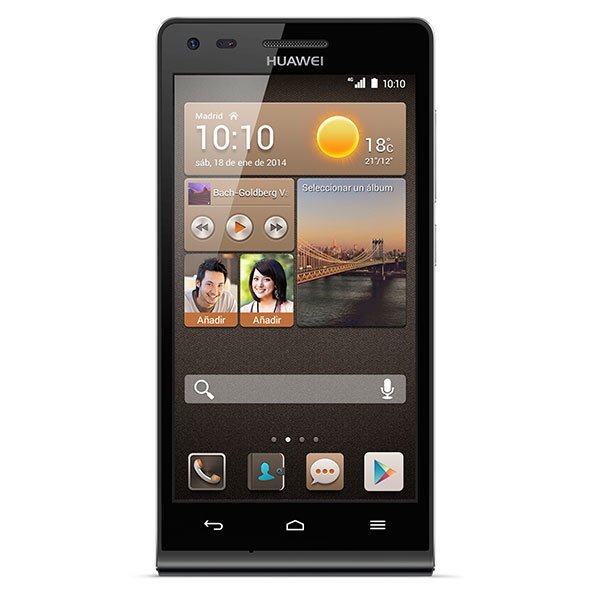 HUAWEI
4G 10:10
Madrid
10:10
sáb, 18 de ene de 2014
18°c
21°/12°
Bach-Goldberg Va
Seleccionar un álbum
Añadir
Añadir